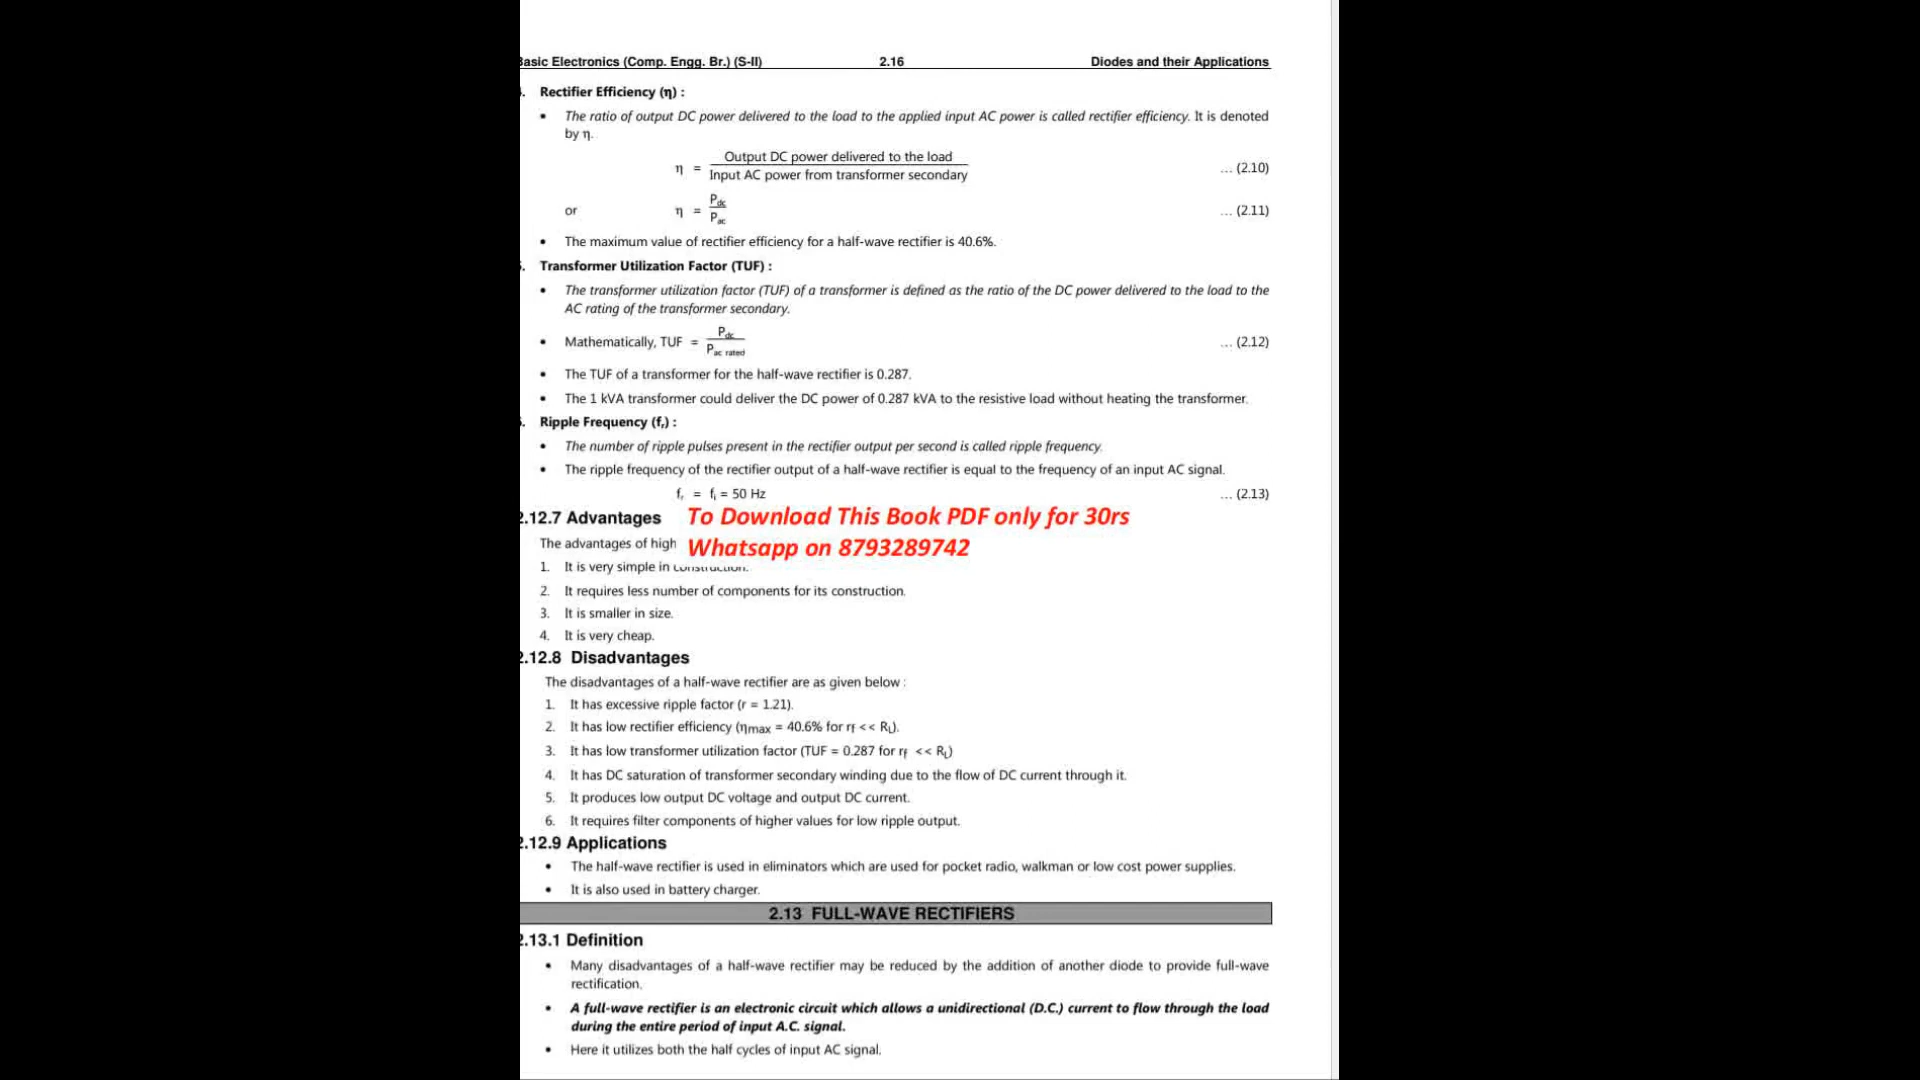 Basic Electronics (Comp. Engg. Br.) (S-II) 2.16 Diodes and their Applications
. Rectifier Efficiency (η) :
• The ratio of output DC power delivered to the load to the applied input AC power is called rectifier efficiency. It is denoted
by η.
η = Output DC power delivered to the load / Input AC power from transformer secondary ... (2.10)
or η = Pdc / Pac ... (2.11)
• The maximum value of rectifier efficiency for a half-wave rectifier is 40.6%.
. Transformer Utilization Factor (TUF) :
• The transformer utilization factor (TUF) of a transformer is defined as the ratio of the DC power delivered to the load to the
AC rating of the transformer secondary.
• Mathematically, TUF = Pdc / Pac rated ... (2.12)
• The TUF of a transformer for the half-wave rectifier is 0.287.
• The 1 kVA transformer could deliver the DC power of 0.287 kVA to the resistive load without heating the transformer.
. Ripple Frequency (fr) :
• The number of ripple pulses present in the rectifier output per second is called ripple frequency.
• The ripple frequency of the rectifier output of a half-wave rectifier is equal to the frequency of an input AC signal.
fr = fi = 50 Hz ... (2.13)
2.12.7 Advantages
To Download This Book PDF only for 30rs
The advantages of high
Whatsapp on 8793289742
1. It is very simple in construction.
2. It requires less number of components for its construction.
3. It is smaller in size.
4. It is very cheap.
2.12.8 Disadvantages
The disadvantages of a half-wave rectifier are as given below :
1. It has excessive ripple factor (r = 1.21).
2. It has low rectifier efficiency (ηmax = 40.6% for rf << RL).
3. It has low transformer utilization factor (TUF = 0.287 for rf << RL)
4. It has DC saturation of transformer secondary winding due to the flow of DC current through it.
5. It produces low output DC voltage and output DC current.
6. It requires filter components of higher values for low ripple output.
2.12.9 Applications
• The half-wave rectifier is used in eliminators which are used for pocket radio, walkman or low cost power supplies.
• It is also used in battery charger.
2.13 FULL-WAVE RECTIFIERS
2.13.1 Definition
• Many disadvantages of a half-wave rectifier may be reduced by the addition of another diode to provide full-wave
rectification.
• A full-wave rectifier is an electronic circuit which allows a unidirectional (D.C.) current to flow through the load
during the entire period of input A.C. signal.
• Here it utilizes both the half cycles of input AC signal.